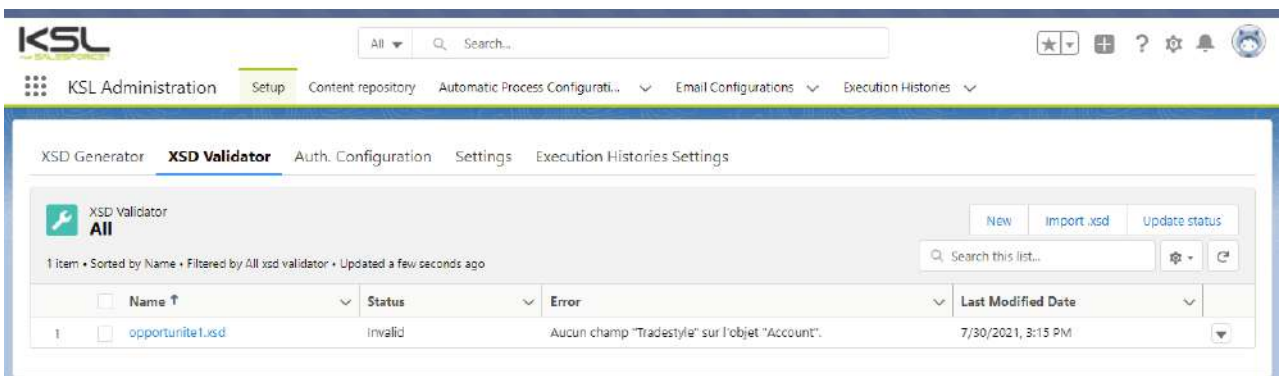 KSL
for SALESFORCE
All Search...
KSL Administration Setup Content repository Automatic Process Configurati... Email Configurations Execution Histories
XSD Generator XSD Validator Auth. Configuration Settings Execution Histories Settings
XSD Validator
All
New Import .xsd Update status
1 item • Sorted by Name • Filtered by All xsd validator • Updated a few seconds ago
Search this list...
Name ↑ Status Error Last Modified Date
1 opportunite1.xsd Invalid Aucun champ "Tradestyle" sur l'objet "Account". 7/30/2021, 3:15 PM